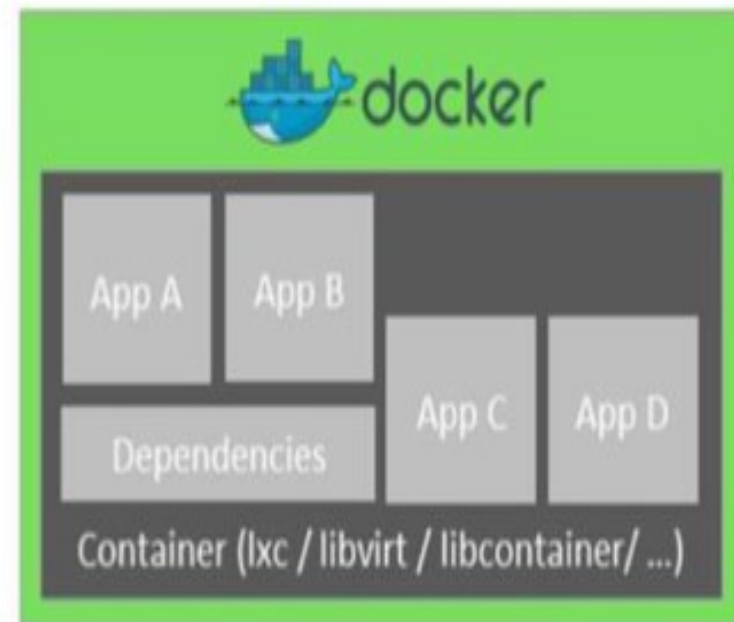 docker
App A
App B
App C
App D
Dependencies
Container (lxc / libvirt / libcontainer/ ...)